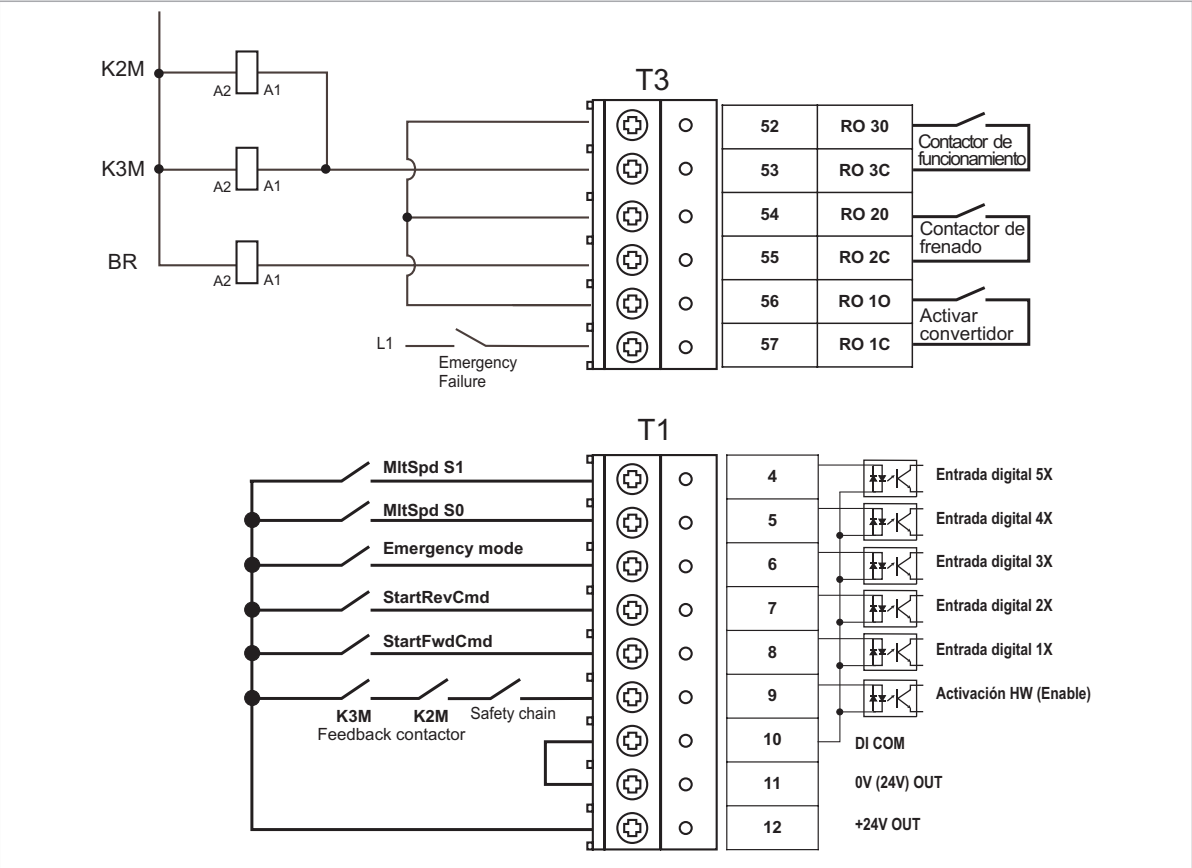 T3
K2M
A2 A1
K3M
A2 A1
BR
A2 A1
L1
Emergency
Failure
52 RO 30
53 RO 3C
54 RO 20
55 RO 2C
56 RO 1O
57 RO 1C
Contactor de
funcionamiento
Contactor de
frenado
Activar
convertidor
T1
MltSpd S1
MltSpd S0
Emergency mode
StartRevCmd
StartFwdCmd
K3M K2M Safety chain
Feedback contactor
4 Entrada digital 5X
5 Entrada digital 4X
6 Entrada digital 3X
7 Entrada digital 2X
8 Entrada digital 1X
9 Activación HW (Enable)
10 DI COM
11 0V (24V) OUT
12 +24V OUT